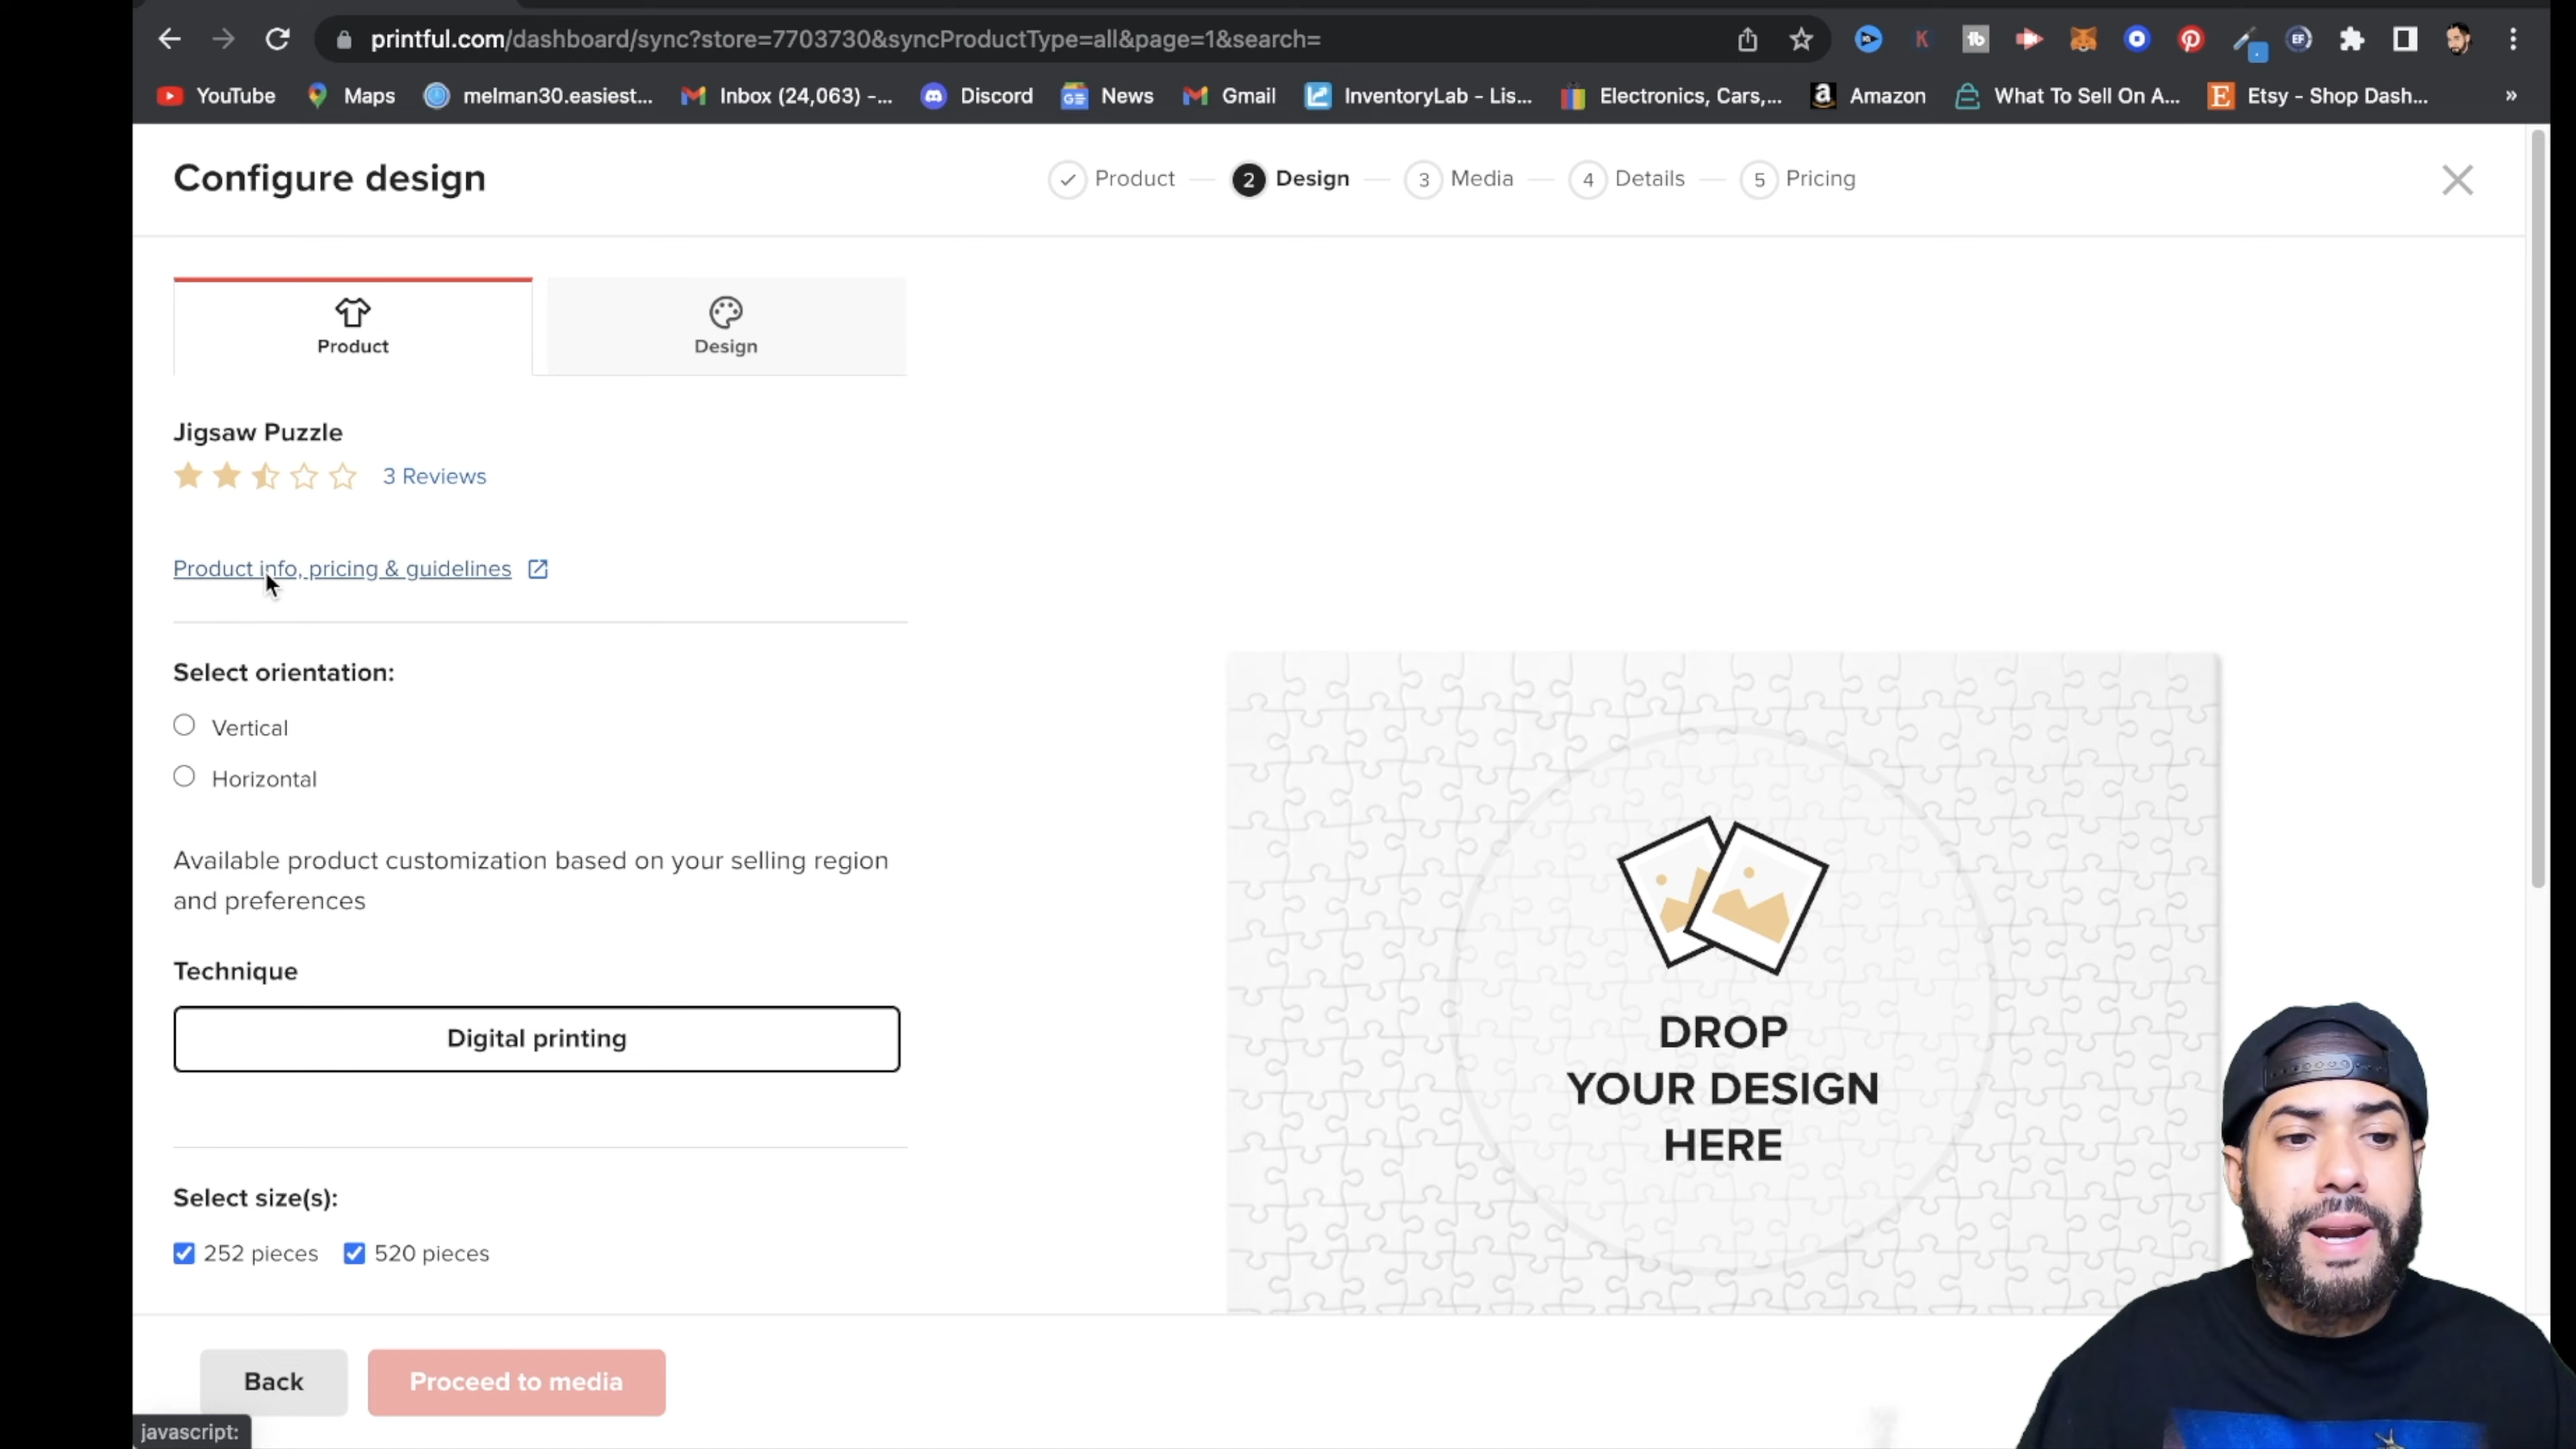 printful.com/dashboard/sync?store=7703730&syncProductType=all&page=1&search=
YouTube Maps melman30.easiest... Inbox (24,063) -... Discord News Gmail InventoryLab - Lis... Electronics, Cars,... Amazon What To Sell On A... Etsy - Shop Dash... »
Configure design
Product 2 Design 3 Media 4 Details 5 Pricing
Product
Design
Jigsaw Puzzle
3 Reviews
Product info, pricing & guidelines
Select orientation:
Vertical
Horizontal
Available product customization based on your selling region
and preferences
Technique
Digital printing
Select size(s):
252 pieces 520 pieces
DROP
YOUR DESIGN
HERE
Back
Proceed to media
javascript: